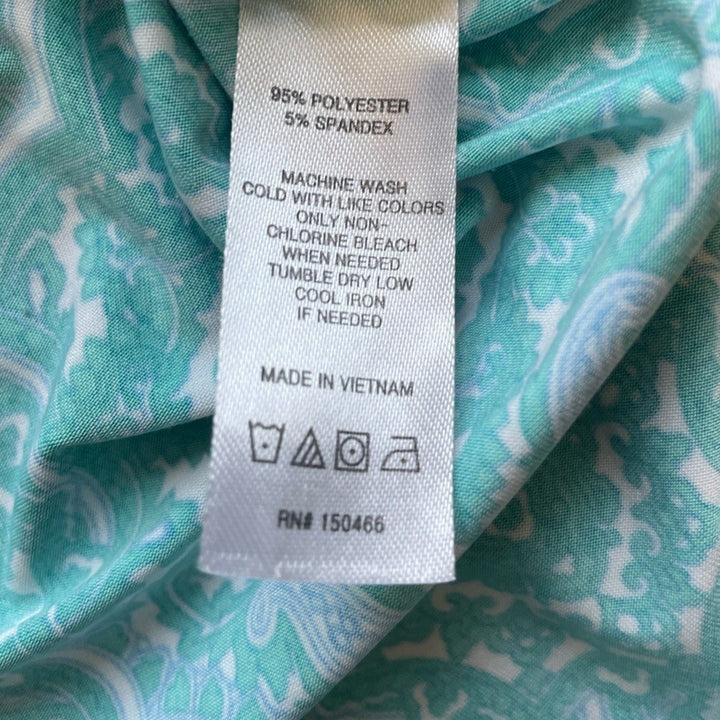 95% POLYESTER
5% SPANDEX
MACHINE WASH
COLD WITH LIKE COLORS
ONLY NON-
CHLORINE BLEACH
WHEN NEEDED
TUMBLE DRY LOW
COOL IRON
IF NEEDED
MADE IN VIETNAM
RN# 150466